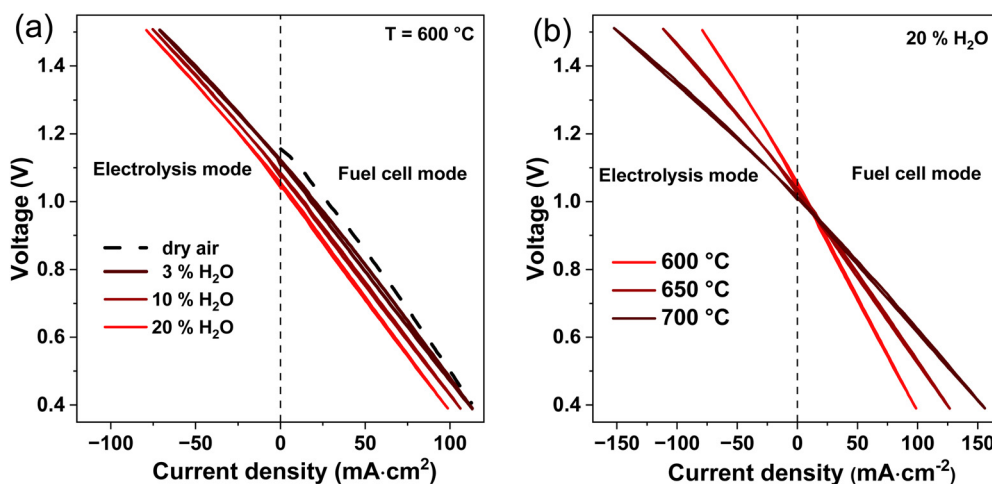 (a)
T = 600 °C
Voltage (V)
1.4
1.2
1.0
0.8
0.6
0.4
Electrolysis mode
Fuel cell mode
dry air
3 % H₂O
10 % H₂O
20 % H₂O
−100
−50
0
50
100
Current density (mA·cm²)
(b)
20 % H₂O
Voltage (V)
1.4
1.2
1.0
0.8
0.6
0.4
Electrolysis mode
Fuel cell mode
600 °C
650 °C
700 °C
−150
−100
−50
0
50
100
150
Current density (mA·cm⁻²)